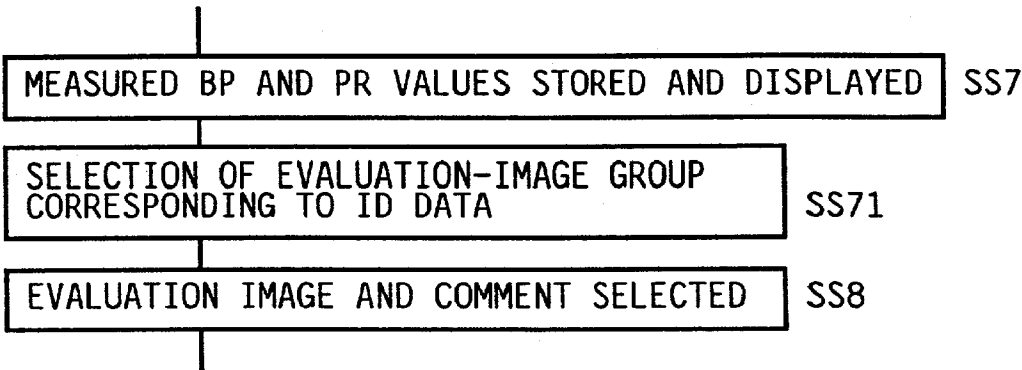 MEASURED BP AND PR VALUES STORED AND DISPLAYED SS7
SELECTION OF EVALUATION-IMAGE GROUP
CORRESPONDING TO ID DATA SS71
EVALUATION IMAGE AND COMMENT SELECTED SS8